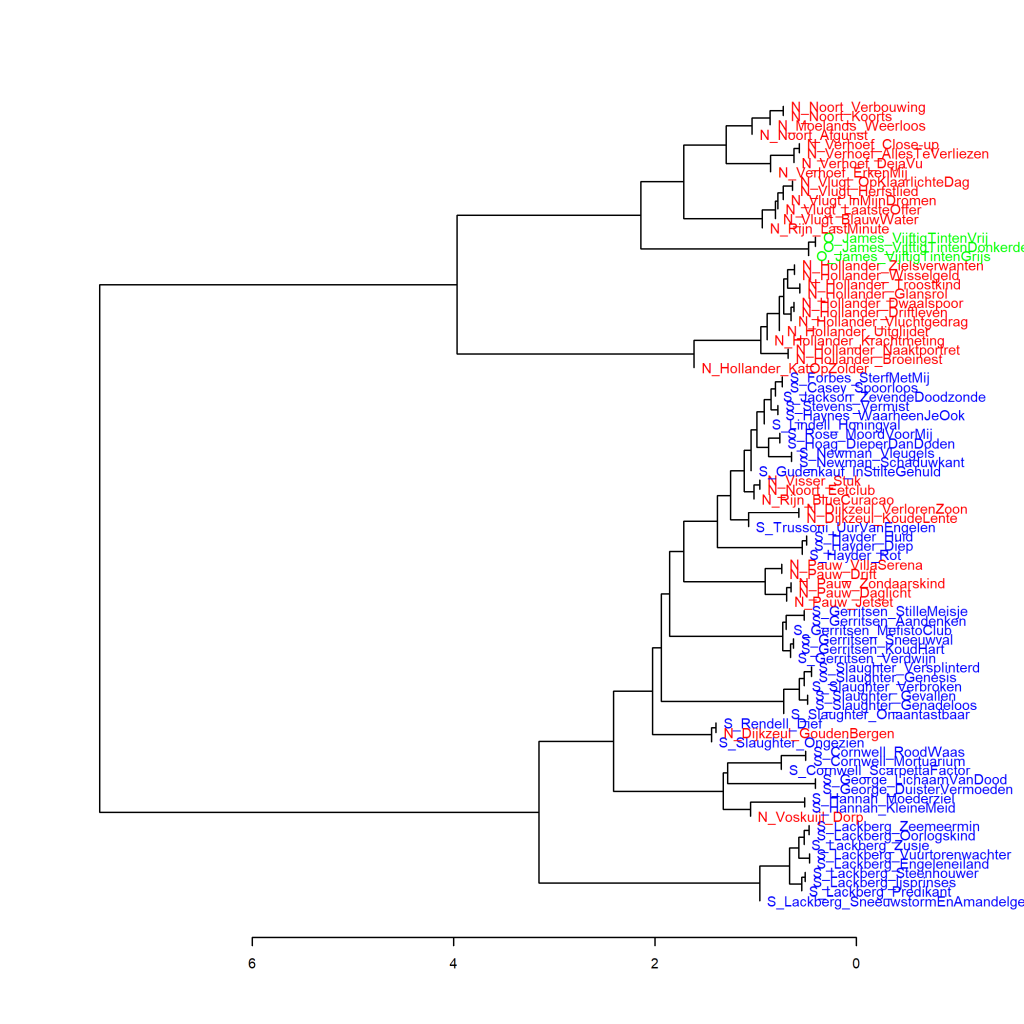 N_Noort_Verbouwing
N_Noort_Koorts
N_Moelands_Weerloos
N_Noort_Afgunst
N_Verhoef_Close-up
N_Verhoef_AllesTeVerliezen
N_Verhoef_DejaVu
N_Verhoef_ErkenMij
N_Vlugt_OpKlaarlichteDag
N_Vlugt_Herfstlied
N_Vlugt_InMijnDromen
N_Vlugt_LaatsteOffer
N_Vlugt_BlauwWater
N_Rijn_LastMinute
O_James_VijftigTintenVrij
O_James_VijftigTintenDonkerde
O_James_VijftigTintenGrijs
N_Hollander_Zielsverwanten
N_Hollander_Wisselgeld
N_Hollander_Troostkind
N_Hollander_Glansrol
N_Hollander_Dwaalspoor
N_Hollander_Driftleven
N_Hollander_Vluchtgedrag
N_Hollander_Uitglijder
N_Hollander_Krachtmeting
N_Hollander_Naaktportret
N_Hollander_Broeinest
N_Hollander_KatOpZolder
S_Forbes_SterfMetMij
S_Casey_Spoorloos
S_Jackson_ZevendeDoodzonde
S_Stevens_Vermist
S_Haynes_WaarheenJeOok
S_Lindell_Honingval
S_Rose_MoordVoorMij
S_Hoag_DieperDanDoden
S_Newman_Vleugels
S_Newman_Schaduwkant
S_Gudenkauf_InStilteGehuld
N_Visser_Stuk
N_Noort_Eetclub
N_Rijn_BlueCuracao
N_Dijkzeul_VerlorenZoon
N_Dijkzeul_KoudeLente
S_Trussoni_UurVanEngelen
S_Hayder_Huid
S_Hayder_Diep
S_Hayder_Rot
N_Pauw_VillaSerena
N_Pauw_Drift
N_Pauw_Zondaarskind
N_Pauw_Daglicht
N_Pauw_Jetset
S_Gerritsen_StilleMeisje
S_Gerritsen_Aandenken
S_Gerritsen_MefistoClub
S_Gerritsen_Sneeuwval
S_Gerritsen_KoudHart
S_Gerritsen_Verdwijn
S_Slaughter_Versplinterd
S_Slaughter_Genesis
S_Slaughter_Verbroken
S_Slaughter_Gevallen
S_Slaughter_Genadeloos
S_Slaughter_Onaantastbaar
S_Rendell_Dief
N_Dijkzeul_GoudenBergen
S_Slaughter_Ongezien
S_Cornwell_RoodWaas
S_Cornwell_Mortuarium
S_Cornwell_ScarpettaFactor
S_George_LichaamVanDood
S_George_DuisterVermoeden
S_Hannah_Moederziel
S_Hannah_KleineMeid
N_Voskuijl_Dorp
S_Lackberg_Zeemeermin
S_Lackberg_Oorlogskind
S_Lackberg_Zusje
S_Lackberg_Vuurtorenwachter
S_Lackberg_Engeleneiland
S_Lackberg_Steenhouwer
S_Lackberg_Ijsprinses
S_Lackberg_Predikant
S_Lackberg_SneeuwstormEnAmandelge
6 4 2 0